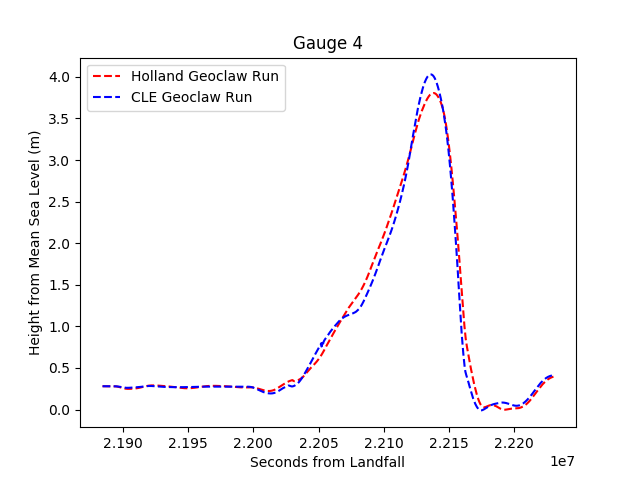 Gauge 4
Holland Geoclaw Run
CLE Geoclaw Run
Height from Mean Sea Level (m)
4.0
3.5
3.0
2.5
2.0
1.5
1.0
0.5
0.0
2.190 2.195 2.200 2.205 2.210 2.215 2.220
Seconds from Landfall
1e7